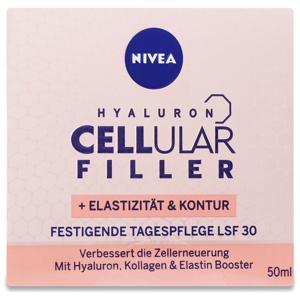 NIVEA
HYALURON
CELLULAR
FILLER
+ ELASTIZITÄT & KONTUR
FESTIGENDE TAGESPFLEGE LSF 30
Verbessert die Zellerneuerung
Mit Hyaluron, Kollagen & Elastin Booster
50ml